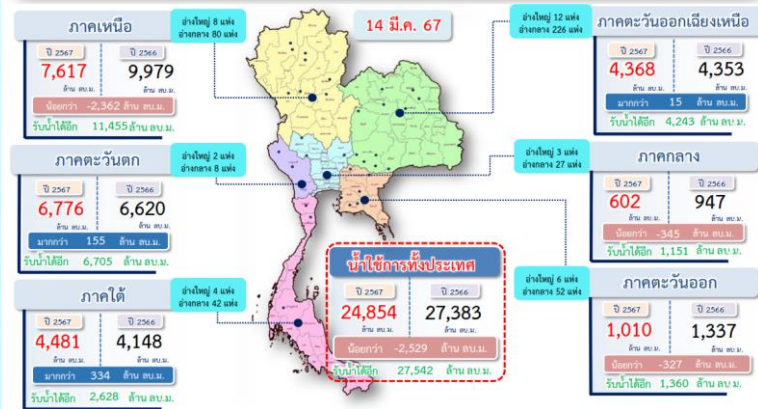 14 มี.ค. 67
ภาคเหนือ
ปี 2567 ปี 2566
7,617 9,979
ล้าน ลบ.ม. ล้าน ลบ.ม.
น้อยกว่า -2,362 ล้าน ลบ.ม.
รับน้ำได้อีก 11,455 ล้าน ลบ.ม.
อ่างใหญ่ 8 แห่ง
อ่างกลาง 80 แห่ง
อ่างใหญ่ 12 แห่ง
อ่างกลาง 226 แห่ง
ภาคตะวันออกเฉียงเหนือ
ปี 2567 ปี 2566
4,368 4,353
ล้าน ลบ.ม. ล้าน ลบ.ม.
มากกว่า 15 ล้าน ลบ.ม.
รับน้ำได้อีก 4,243 ล้าน ลบ.ม.
ภาคตะวันตก
ปี 2567 ปี 2566
6,776 6,620
ล้าน ลบ.ม. ล้าน ลบ.ม.
มากกว่า 155 ล้าน ลบ.ม.
รับน้ำได้อีก 6,705 ล้าน ลบ.ม.
อ่างใหญ่ 2 แห่ง
อ่างกลาง 8 แห่ง
อ่างใหญ่ 3 แห่ง
อ่างกลาง 27 แห่ง
ภาคกลาง
ปี 2567 ปี 2566
602 947
ล้าน ลบ.ม. ล้าน ลบ.ม.
น้อยกว่า -345 ล้าน ลบ.ม.
รับน้ำได้อีก 1,151 ล้าน ลบ.ม.
ภาคใต้
ปี 2567 ปี 2566
4,481 4,148
ล้าน ลบ.ม. ล้าน ลบ.ม.
มากกว่า 334 ล้าน ลบ.ม.
รับน้ำได้อีก 2,628 ล้าน ลบ.ม.
อ่างใหญ่ 4 แห่ง
อ่างกลาง 42 แห่ง
น้ำใช้การทั้งประเทศ
ปี 2567 ปี 2566
24,854 27,383
ล้าน ลบ.ม. ล้าน ลบ.ม.
น้อยกว่า -2,529 ล้าน ลบ.ม.
รับน้ำได้อีก 27,542 ล้าน ลบ.ม.
อ่างใหญ่ 6 แห่ง
อ่างกลาง 52 แห่ง
ภาคตะวันออก
ปี 2567 ปี 2566
1,010 1,337
ล้าน ลบ.ม. ล้าน ลบ.ม.
น้อยกว่า -327 ล้าน ลบ.ม.
รับน้ำได้อีก 1,360 ล้าน ลบ.ม.